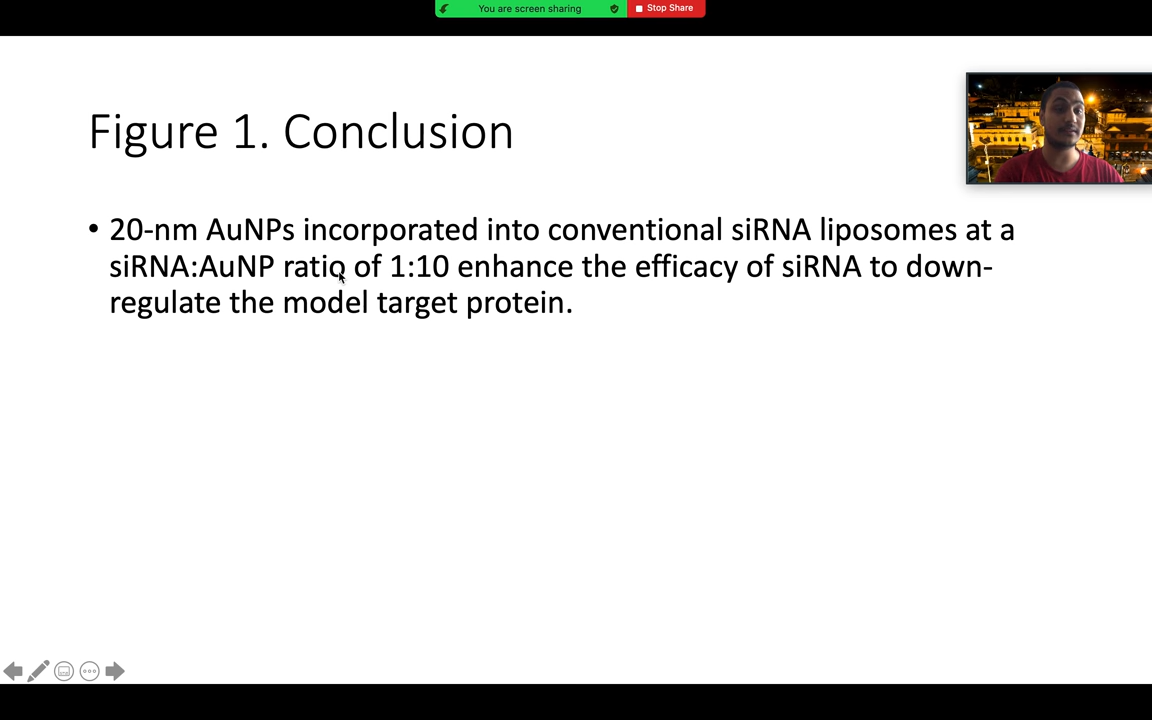 You are screen sharing
Stop Share
Figure 1. Conclusion
• 20-nm AuNPs incorporated into conventional siRNA liposomes at a
siRNA:AuNP ratio of 1:10 enhance the efficacy of siRNA to down-
regulate the model target protein.